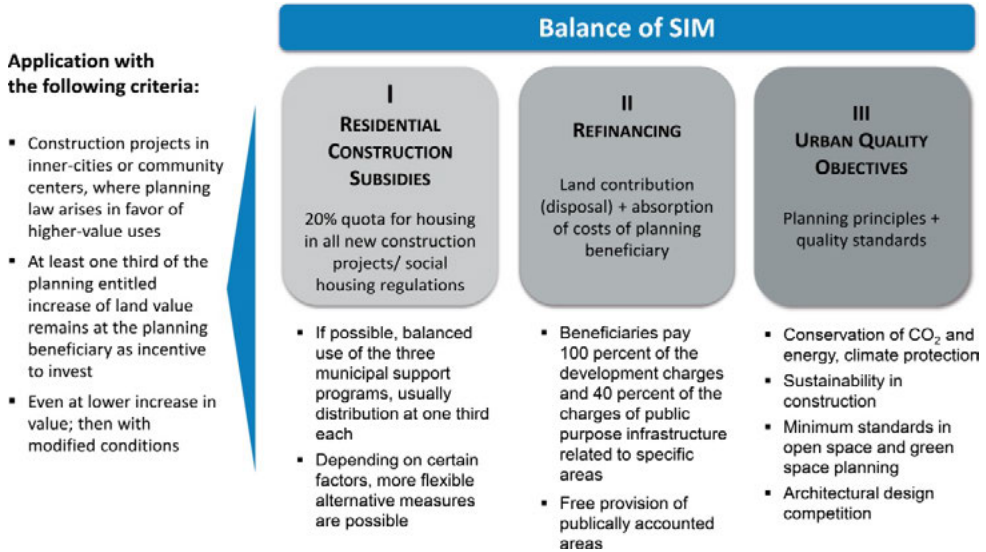 Balance of SIM
Application with
the following criteria:
▪ Construction projects in
inner-cities or community
centers, where planning
law arises in favor of
higher-value uses
▪ At least one third of the
planning entitled
increase of land value
remains at the planning
beneficiary as incentive
to invest
▪ Even at lower increase in
value; then with
modified conditions
I
RESIDENTIAL
CONSTRUCTION
SUBSIDIES
20% quota for housing
in all new construction
projects/ social
housing regulations
▪ If possible, balanced
use of the three
municipal support
programs, usually
distribution at one third
each
▪ Depending on certain
factors, more flexible
alternative measures
are possible
II
REFINANCING
Land contribution
(disposal) + absorption
of costs of planning
beneficiary
▪ Beneficiaries pay
100 percent of the
development charges
and 40 percent of the
charges of public
purpose infrastructure
related to specific
areas
▪ Free provision of
publically accounted
areas
III
URBAN QUALITY
OBJECTIVES
Planning principles +
quality standards
▪ Conservation of CO₂ and
energy, climate protection
▪ Sustainability in
construction
▪ Minimum standards in
open space and green
space planning
▪ Architectural design
competition